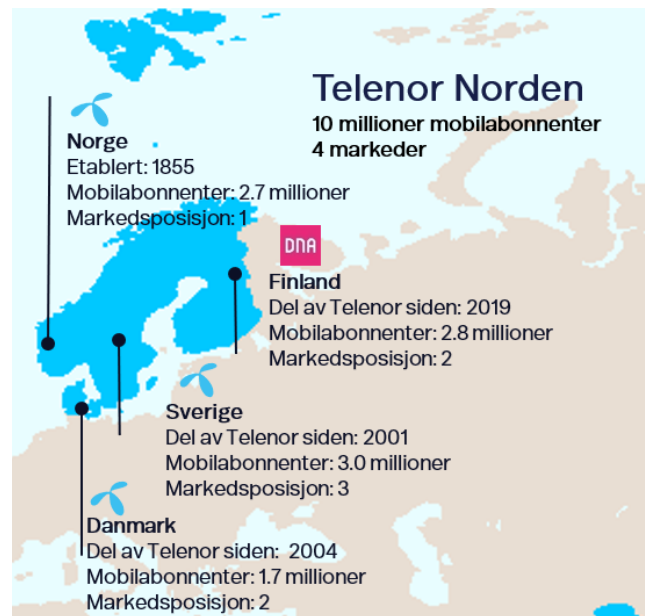 Telenor Norden
10 millioner mobilabonnenter
4 markeder
Norge
Etablert: 1855
Mobilabonnenter: 2.7 millioner
Markedsposisjon: 1
DNA
Finland
Del av Telenor siden: 2019
Mobilabonnenter: 2.8 millioner
Markedsposisjon: 2
Sverige
Del av Telenor siden: 2001
Mobilabonnenter: 3.0 millioner
Markedsposisjon: 3
Danmark
Del av Telenor siden: 2004
Mobilabonnenter: 1.7 millioner
Markedsposisjon: 2